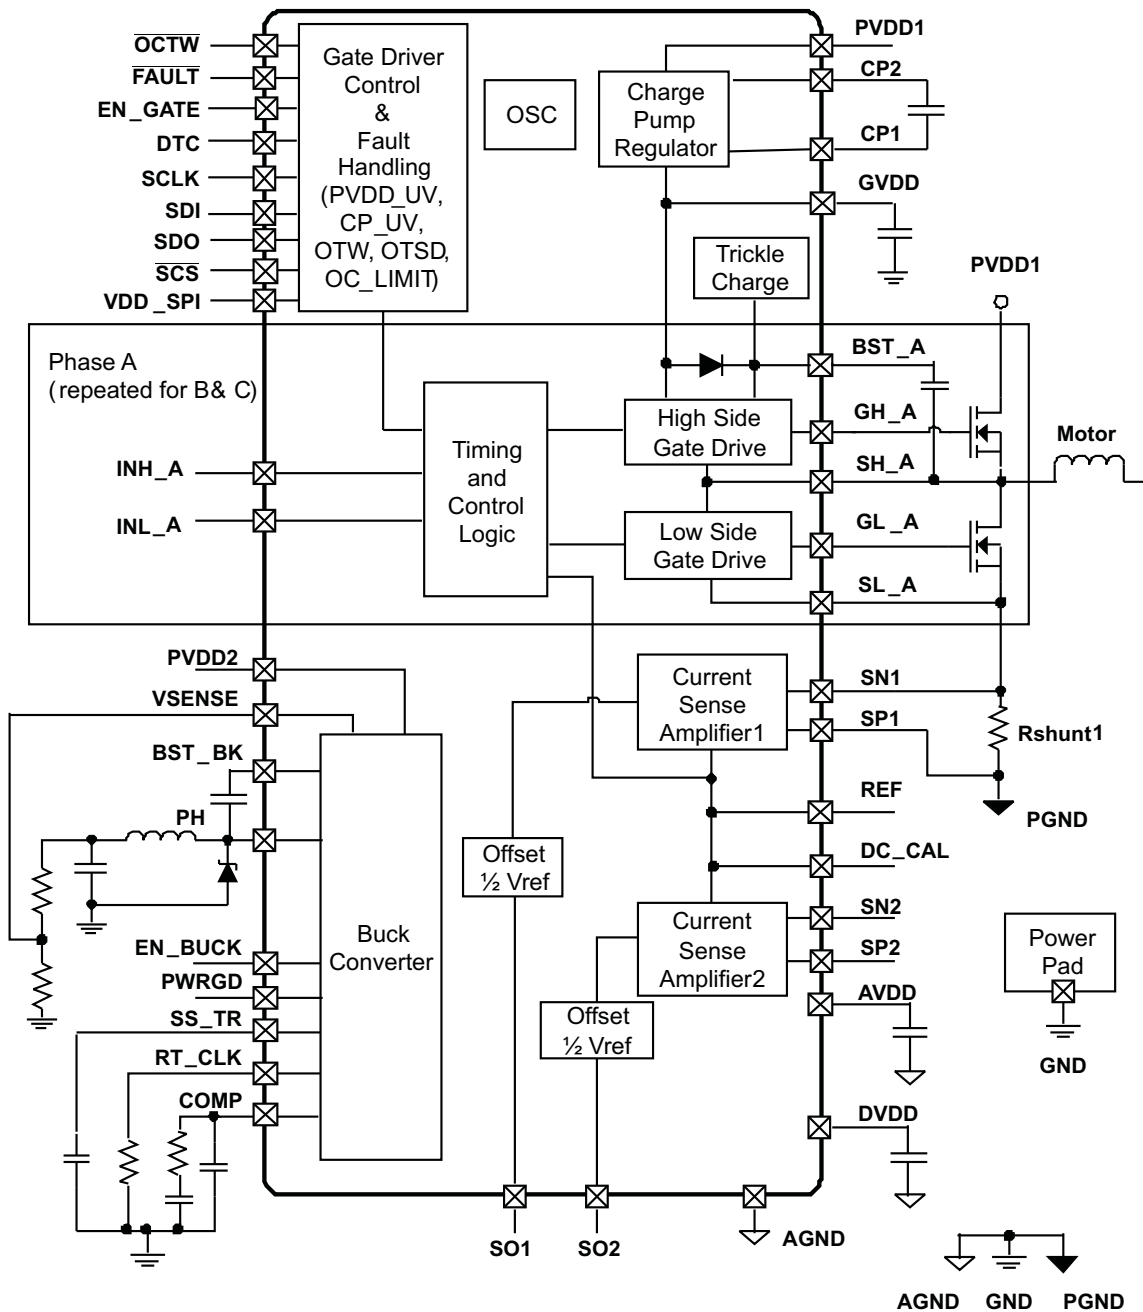 OCTW
FAULT
EN_GATE
DTC
SCLK
SDI
SDO
SCS
VDD_SPI
Gate Driver
Control
&
Fault
Handling
(PVDD_UV,
CP_UV,
OTW, OTSD,
OC_LIMIT)
OSC
Charge
Pump
Regulator
PVDD1
CP2
CP1
GVDD
Trickle
Charge
PVDD1
Phase A
(repeated for B& C)
INH_A
INL_A
Timing
and
Control
Logic
High Side
Gate Drive
Low Side
Gate Drive
BST_A
GH_A
SH_A
GL_A
SL_A
Motor
PVDD2
VSENSE
BST_BK
PH
EN_BUCK
PWRGD
SS_TR
RT_CLK
COMP
Buck
Converter
Current
Sense
Amplifier1
Offset
½ Vref
Current
Sense
Amplifier2
Offset
½ Vref
SN1
SP1
Rshunt1
PGND
REF
DC_CAL
SN2
SP2
AVDD
DVDD
Power
Pad
GND
SO1
SO2
AGND
AGND
GND
PGND